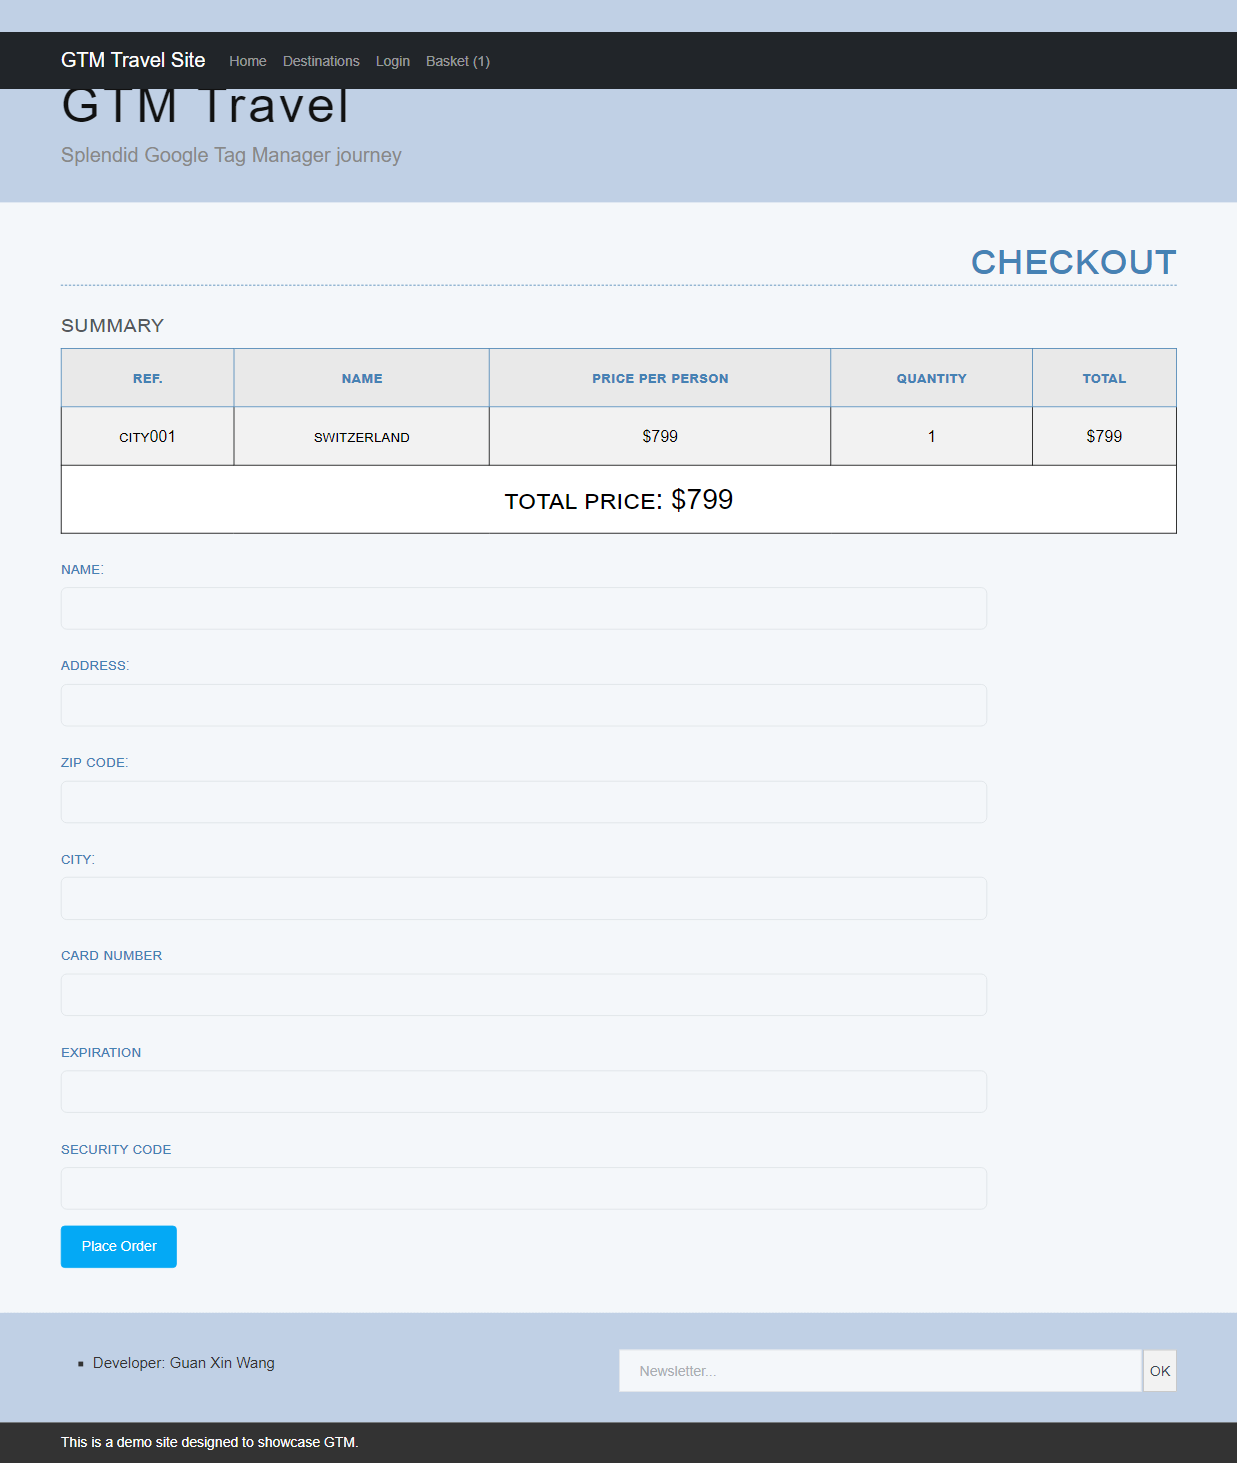 GTM Travel Site Home Destinations Login Basket (1)
GTM Travel
Splendid Google Tag Manager journey
CHECKOUT
SUMMARY
REF. NAME PRICE PER PERSON QUANTITY TOTAL
CITY001 SWITZERLAND $799 1 $799
TOTAL PRICE: $799
NAME:
ADDRESS:
ZIP CODE:
CITY:
CARD NUMBER
EXPIRATION
SECURITY CODE
Place Order
Developer: Guan Xin Wang
Newsletter... OK
This is a demo site designed to showcase GTM.